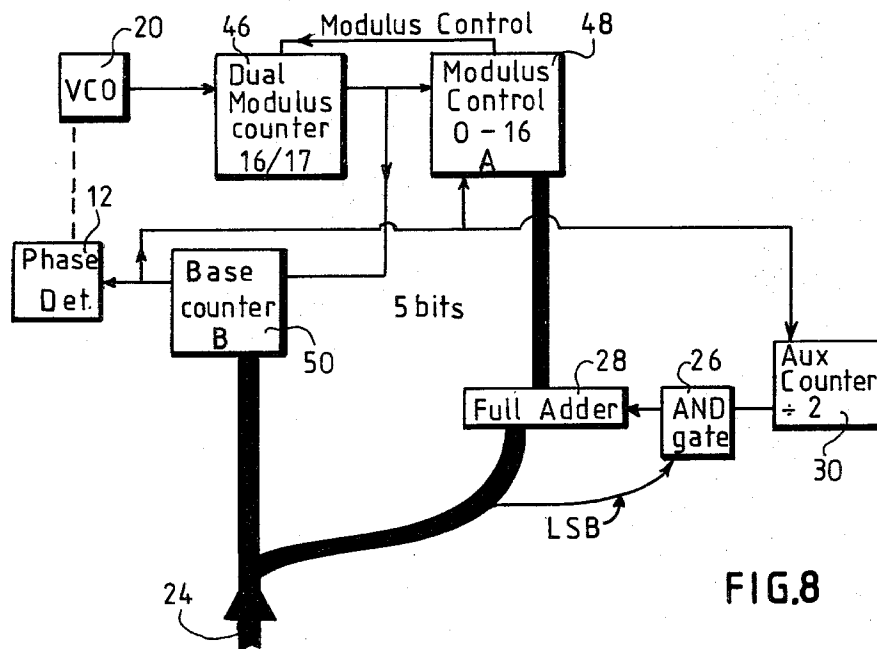 20
46
Modulus Control
48
VCO
Dual
Modulus
counter
16/17
Modulus
Control
0 - 16
A
12
Phase
Det.
Base
counter
B
50
5 bits
28
Full Adder
26
AND
gate
Aux
Counter
÷ 2
30
LSB
24
FIG.8